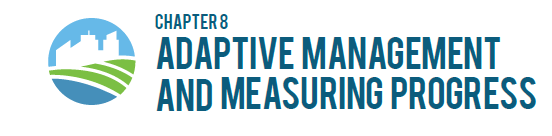 CHAPTER 8
ADAPTIVE MANAGEMENT
AND MEASURING PROGRESS